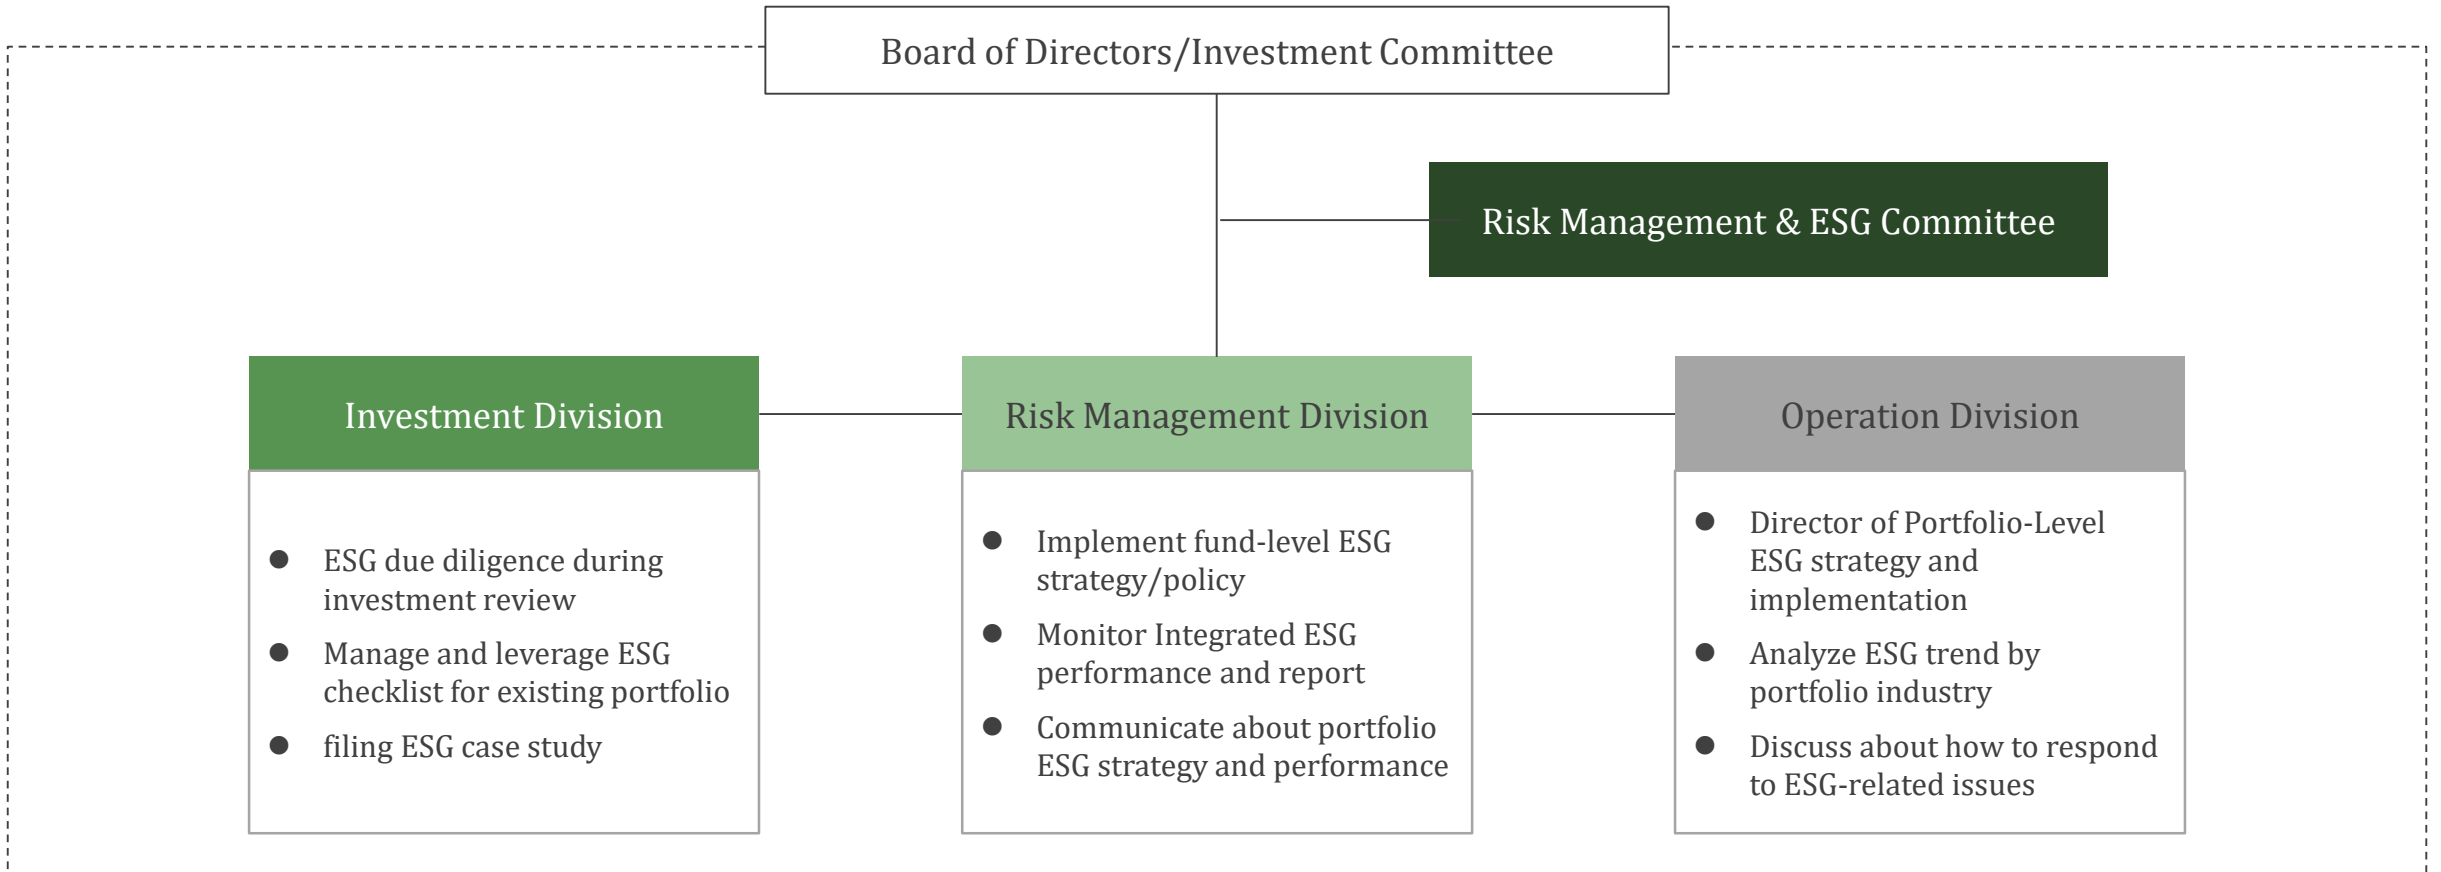 Board of Directors/Investment Committee
Risk Management & ESG Committee
Investment Division
● ESG due diligence during
investment review
● Manage and leverage ESG
checklist for existing portfolio
● filing ESG case study
Risk Management Division
● Implement fund-level ESG
strategy/policy
● Monitor Integrated ESG
performance and report
● Communicate about portfolio
ESG strategy and performance
Operation Division
● Director of Portfolio-Level
ESG strategy and
implementation
● Analyze ESG trend by
portfolio industry
● Discuss about how to respond
to ESG-related issues